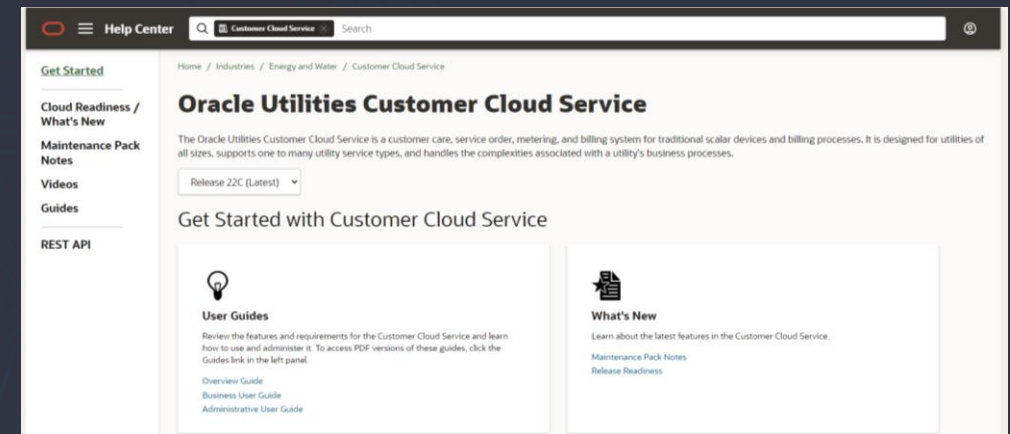 Help Center
Customer Cloud Service
Search
Get Started
Cloud Readiness /
What's New
Maintenance Pack
Notes
Videos
Guides
REST API
Home / Industries / Energy and Water / Customer Cloud Service
Oracle Utilities Customer Cloud Service
The Oracle Utilities Customer Cloud Service is a customer care, service order, metering, and billing system for traditional scalar devices and billing processes. It is designed for utilities of
all sizes, supports one to many utility service types, and handles the complexities associated with a utility's business processes.
Release 22C (Latest)
Get Started with Customer Cloud Service
User Guides
Review the features and requirements for the Customer Cloud Service and learn
how to use and administer it. To access PDF versions of these guides, click the
Guides link in the left panel.
Overview Guide
Business User Guide
Administrative User Guide
What's New
Learn about the latest features in the Customer Cloud Service.
Maintenance Pack Notes
Release Readiness